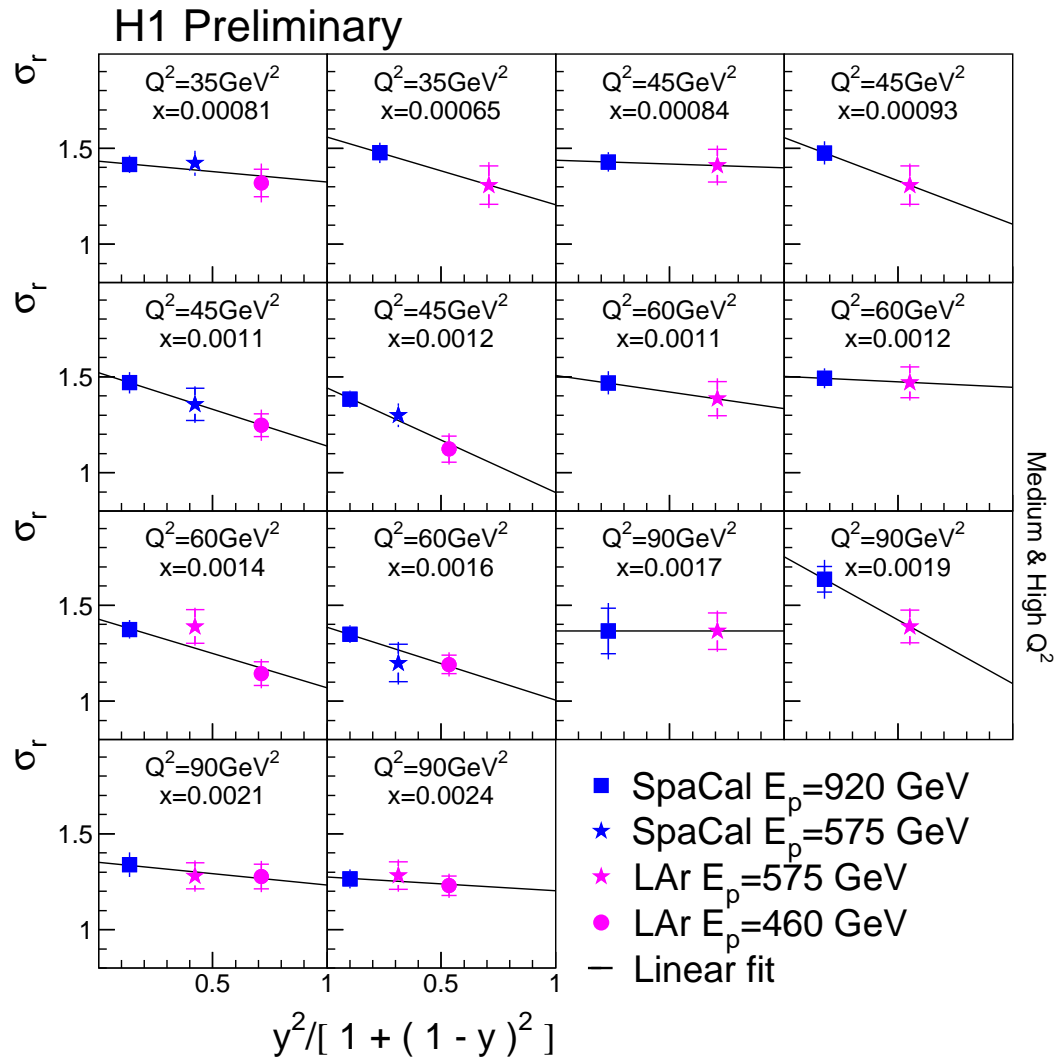 H1 Preliminary
σr
Q²=35GeV²
x=0.00081
Q²=35GeV²
x=0.00065
Q²=45GeV²
x=0.00084
Q²=45GeV²
x=0.00093
1.5
1
σr
Q²=45GeV²
x=0.0011
Q²=45GeV²
x=0.0012
Q²=60GeV²
x=0.0011
Q²=60GeV²
x=0.0012
1.5
1
Medium & High Q²
σr
Q²=60GeV²
x=0.0014
Q²=60GeV²
x=0.0016
Q²=90GeV²
x=0.0017
Q²=90GeV²
x=0.0019
1.5
1
σr
Q²=90GeV²
x=0.0021
Q²=90GeV²
x=0.0024
1.5
1
0.5
1
0.5
1
SpaCal Ep=920 GeV
SpaCal Ep=575 GeV
LAr Ep=575 GeV
LAr Ep=460 GeV
Linear fit
y²/[ 1 + ( 1 - y )² ]